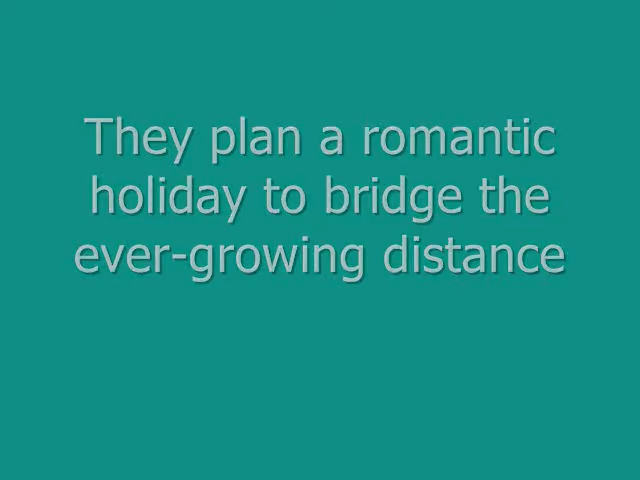 They plan a romantic
holiday to bridge the
ever-growing distance